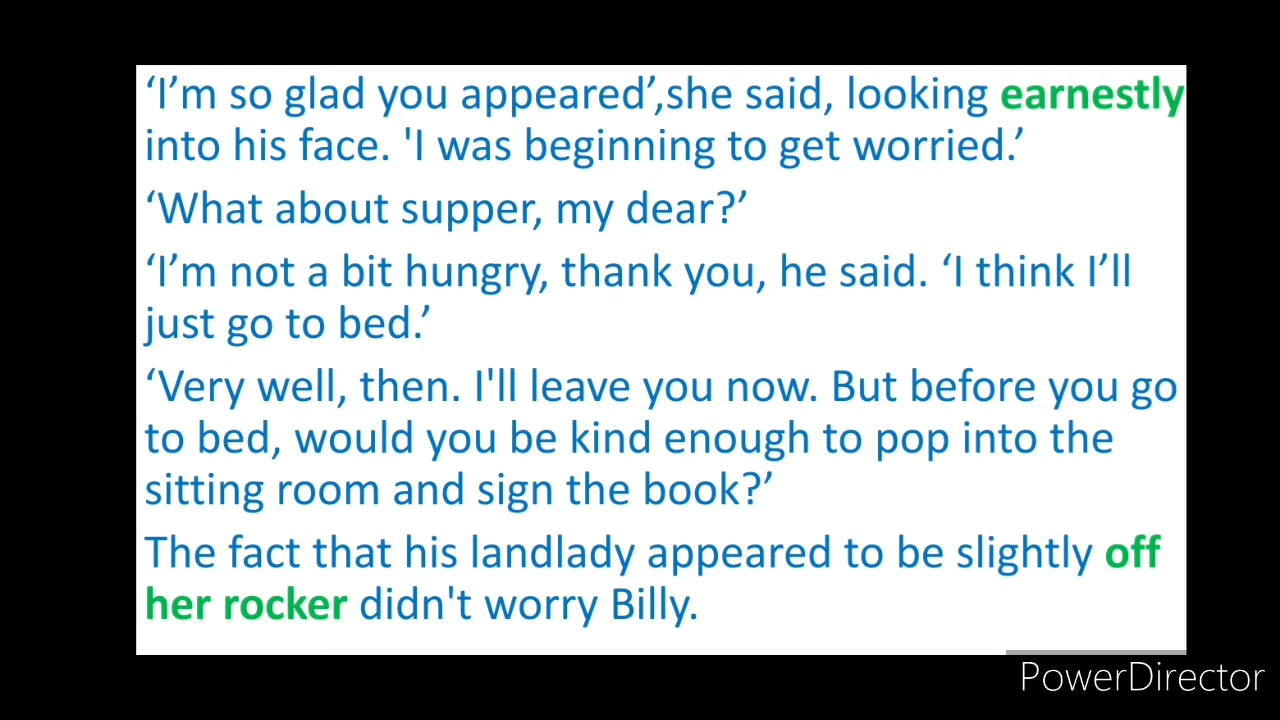 ‘I’m so glad you appeared’,she said, looking earnestly
into his face. 'I was beginning to get worried.’
‘What about supper, my dear?’
‘I’m not a bit hungry, thank you, he said. ‘I think I’ll
just go to bed.’
‘Very well, then. I'll leave you now. But before you go
to bed, would you be kind enough to pop into the
sitting room and sign the book?’
The fact that his landlady appeared to be slightly off
her rocker didn't worry Billy.
PowerDirector